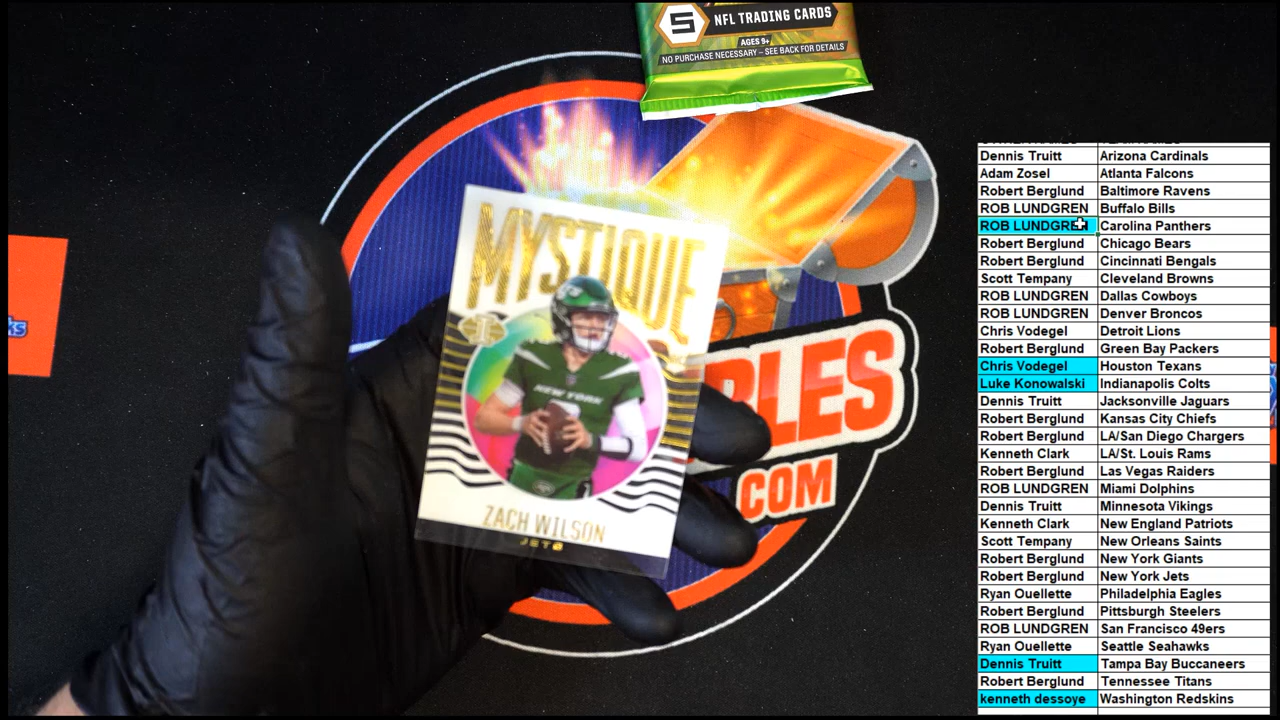 5 NFL TRADING CARDS
AGES 9+
NO PURCHASE NECESSARY – SEE BACK FOR DETAILS
MYSTIQUE
NEW YORK
ZACH WILSON
JETS
.COM
Dennis Truitt Arizona Cardinals
Adam Zosel Atlanta Falcons
Robert Berglund Baltimore Ravens
ROB LUNDGREN Buffalo Bills
ROB LUNDGREN Carolina Panthers
Robert Berglund Chicago Bears
Robert Berglund Cincinnati Bengals
Scott Tempany Cleveland Browns
ROB LUNDGREN Dallas Cowboys
ROB LUNDGREN Denver Broncos
Chris Vodegel Detroit Lions
Robert Berglund Green Bay Packers
Chris Vodegel Houston Texans
Luke Konowalski Indianapolis Colts
Dennis Truitt Jacksonville Jaguars
Robert Berglund Kansas City Chiefs
Robert Berglund LA/San Diego Chargers
Kenneth Clark LA/St. Louis Rams
Robert Berglund Las Vegas Raiders
ROB LUNDGREN Miami Dolphins
Dennis Truitt Minnesota Vikings
Kenneth Clark New England Patriots
Scott Tempany New Orleans Saints
Robert Berglund New York Giants
Robert Berglund New York Jets
Ryan Ouellette Philadelphia Eagles
Robert Berglund Pittsburgh Steelers
ROB LUNDGREN San Francisco 49ers
Ryan Ouellette Seattle Seahawks
Dennis Truitt Tampa Bay Buccaneers
Robert Berglund Tennessee Titans
kenneth dessoye Washington Redskins